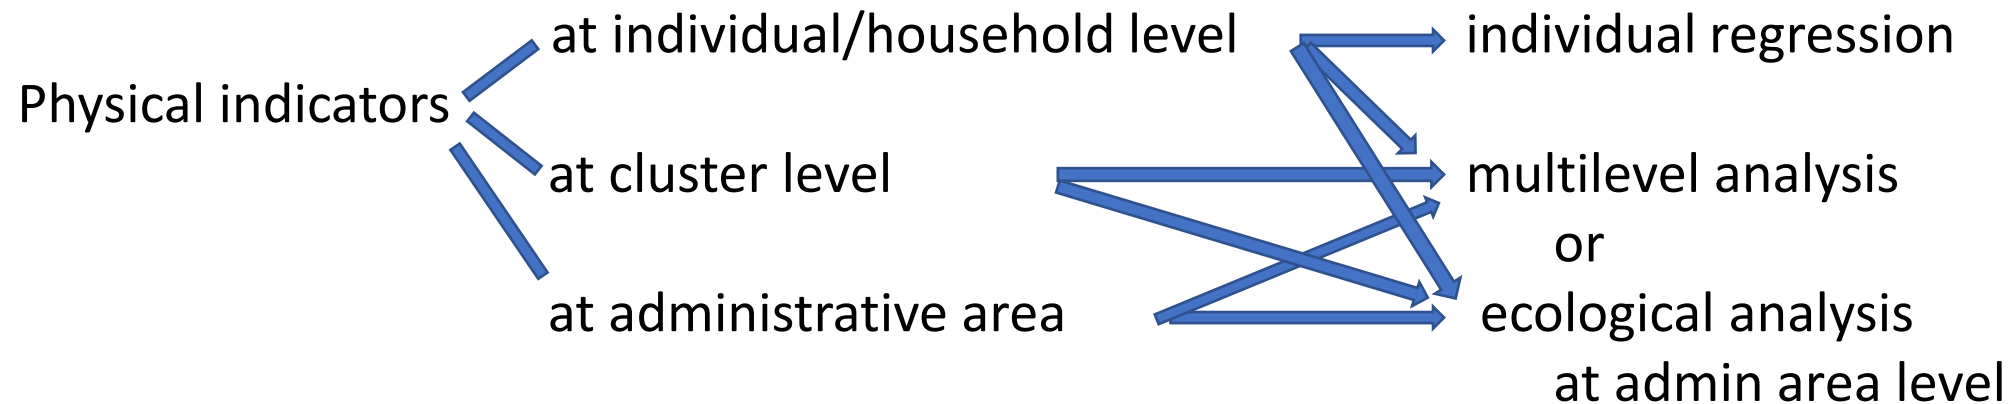 at individual/household level
individual regression
Physical indicators
at cluster level
multilevel analysis
or
at administrative area
ecological analysis
at admin area level